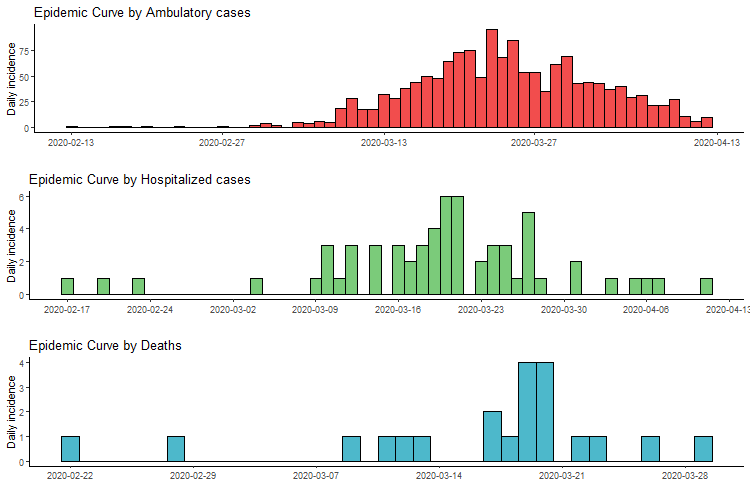 Epidemic Curve by Ambulatory cases
Daily incidence
75
50
25
0
2020-02-13 2020-02-27 2020-03-13 2020-03-27 2020-04-13
Epidemic Curve by Hospitalized cases
Daily incidence
6
4
2
0
2020-02-17 2020-02-24 2020-03-02 2020-03-09 2020-03-16 2020-03-23 2020-03-30 2020-04-06 2020-04-13
Epidemic Curve by Deaths
Daily incidence
4
3
2
1
0
2020-02-22 2020-02-29 2020-03-07 2020-03-14 2020-03-21 2020-03-28